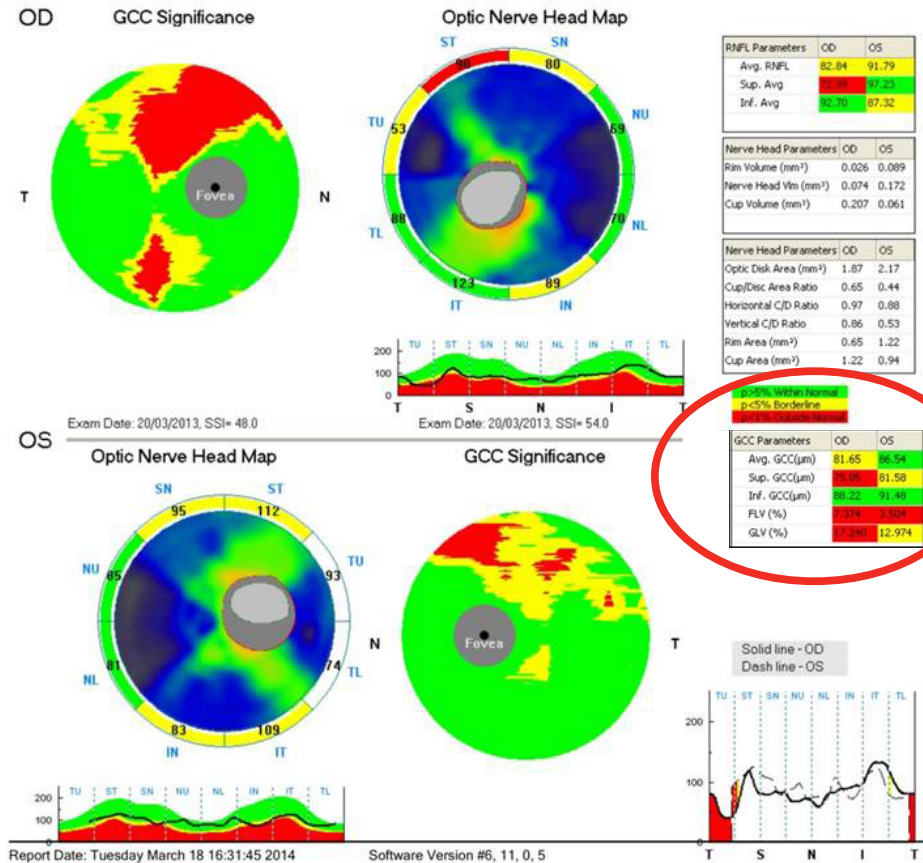 OD GCC Significance Optic Nerve Head Map
ST SN
90 80
TU NU
53 69
T Fovea N
88 70
TL NL
123 89
IT IN
RNFL Parameters OD OS
Avg. RNFL 82.84 91.79
Sup. Avg 72.99 97.23
Inf. Avg 92.70 87.32
Nerve Head Parameters OD OS
Rim Volume (mm³) 0.026 0.089
Nerve Head Vlm (mm³) 0.074 0.172
Cup Volume (mm³) 0.207 0.061
Nerve Head Parameters OD OS
Optic Disk Area (mm²) 1.87 2.17
Cup/Disc Area Ratio 0.65 0.44
Horizontal C/D Ratio 0.97 0.88
Vertical C/D Ratio 0.86 0.53
Rim Area (mm²) 0.65 1.22
Cup Area (mm²) 1.22 0.94
TU ST SN NU NL IN IT TL
200
100
0
T S N I T
Exam Date: 20/03/2013, SSI= 48.0 Exam Date: 20/03/2013, SSI= 54.0
p>5% Within Normal
p<5% Borderline
p<1% Outside Normal
GCC Parameters OD OS
Avg. GCC(µm) 81.65 86.54
Sup. GCC(µm) 75.05 81.58
Inf. GCC(µm) 88.22 91.48
FLV (%) 7.374 3.504
GLV (%) 17.240 12.974
OS
Optic Nerve Head Map GCC Significance
SN ST
95 112
NU TU
85 93
N Fovea T
81 74
NL TL
83 109
IN IT
Solid line - OD
Dash line - OS
TU ST SN NU NL IN IT TL
200
100
0
T S N I T
TU ST SN NU NL IN IT TL
200
100
0
Report Date: Tuesday March 18 16:31:45 2014 Software Version #6, 11, 0, 5